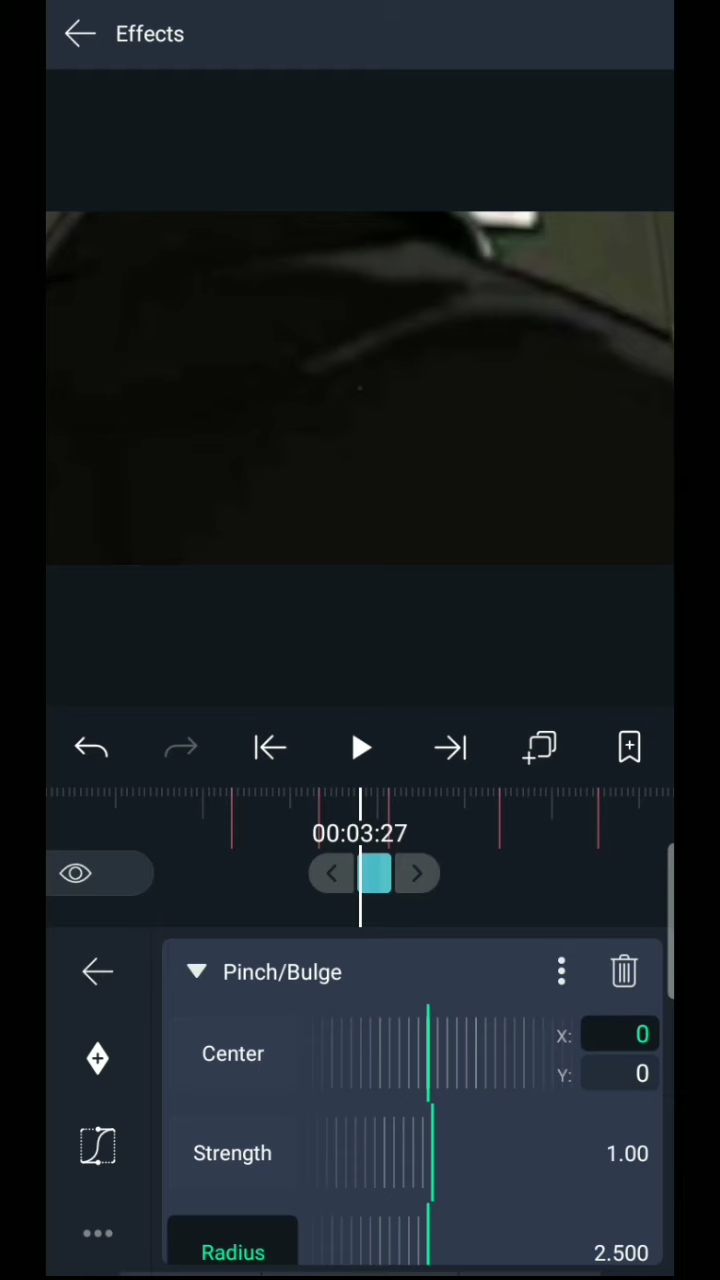 Effects
00:03:27
Pinch/Bulge
Center
X: 0
Y: 0
Strength
1.00
Radius
2.500